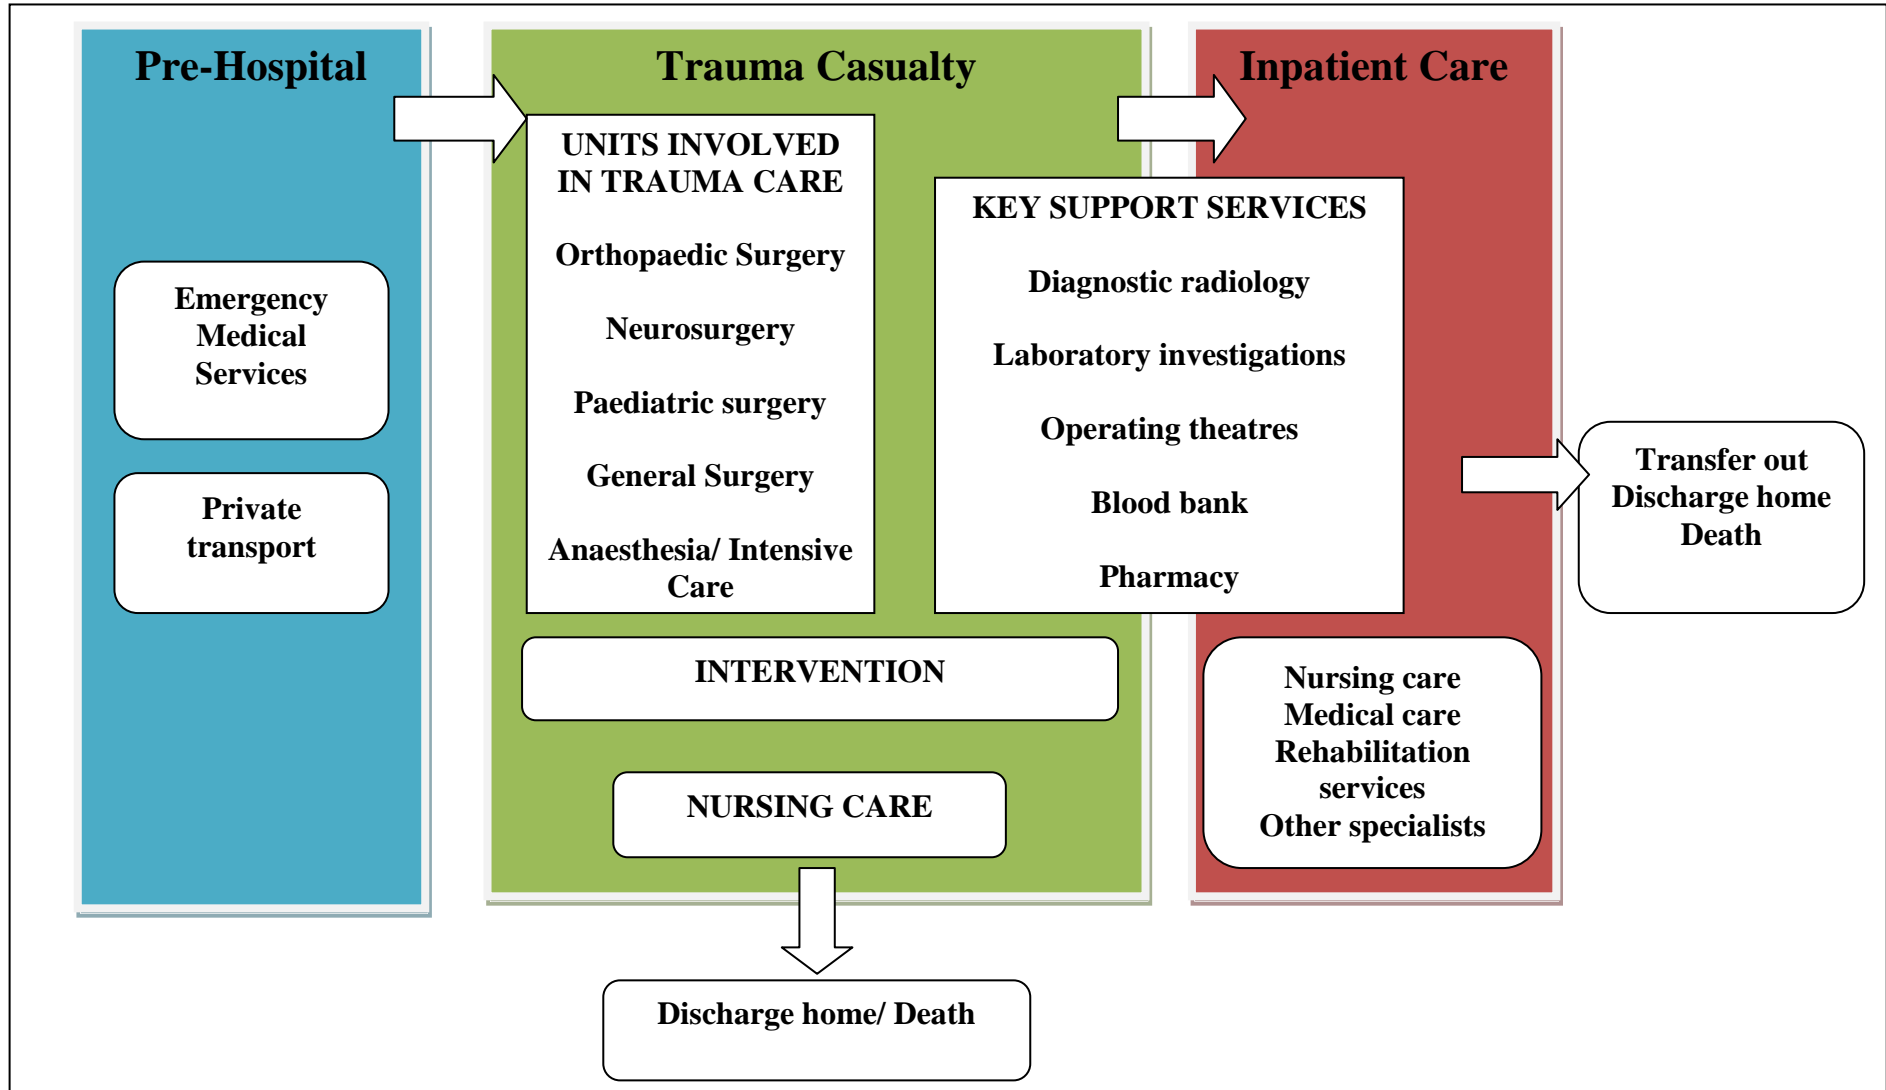 Pre-Hospital
Emergency
Medical
Services
Private
transport
Trauma Casualty
UNITS INVOLVED
IN TRAUMA CARE
Orthopaedic Surgery
Neurosurgery
Paediatric surgery
General Surgery
Anaesthesia/ Intensive
Care
KEY SUPPORT SERVICES
Diagnostic radiology
Laboratory investigations
Operating theatres
Blood bank
Pharmacy
INTERVENTION
NURSING CARE
Discharge home/ Death
Inpatient Care
Nursing care
Medical care
Rehabilitation
services
Other specialists
Transfer out
Discharge home
Death